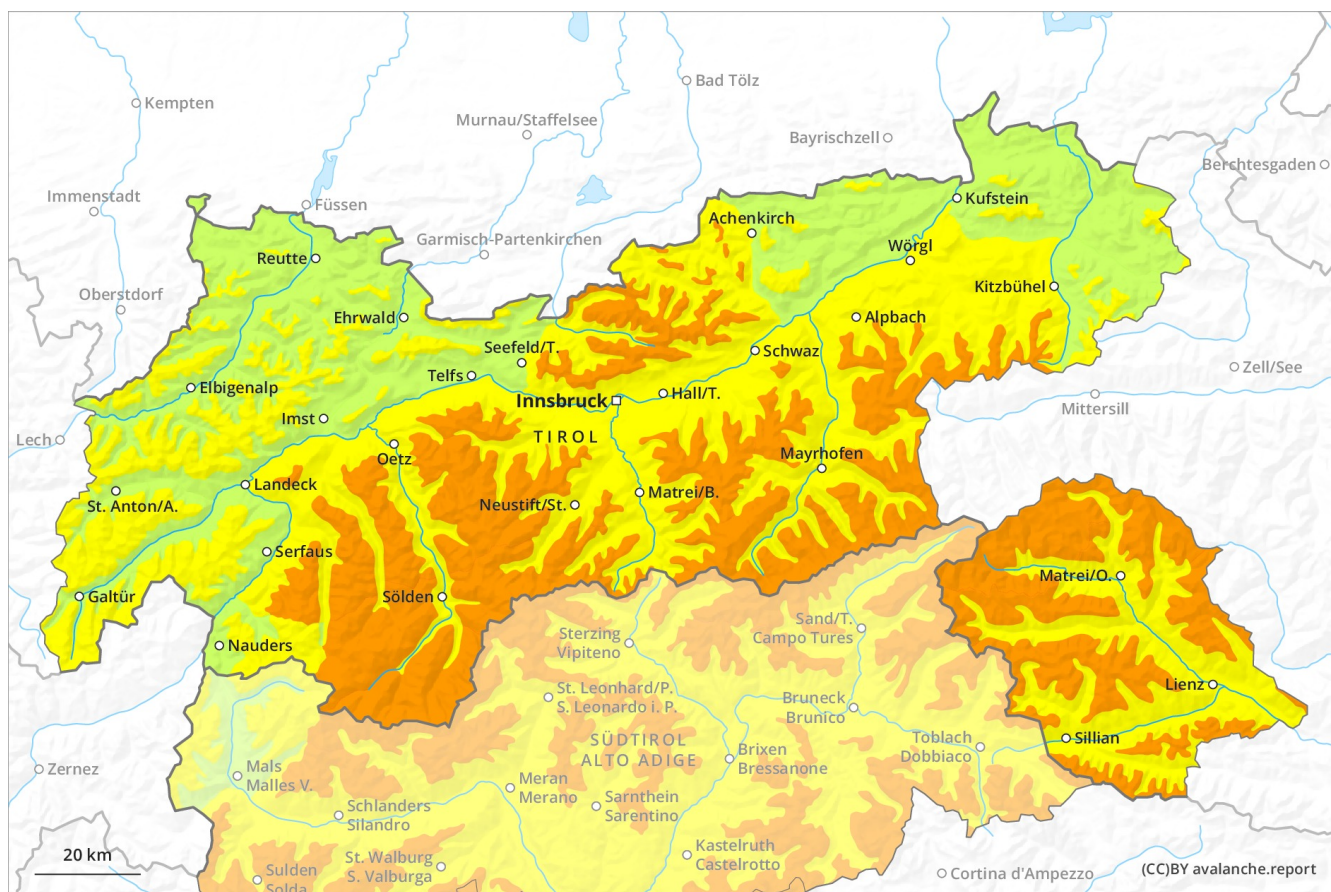 Bad Tölz
Kempten
Murnau/Staffelsee
Bayrischzell
Berchtesgaden
Immenstadt
Füssen
Kufstein
Achenkirch
Garmisch-Partenkirchen
Wörgl
Reutte
Oberstdorf
Kitzbühel
Ehrwald
Alpbach
Seefeld/T.
Schwaz
Telfs
Zell/See
Elbigenalp
Innsbruck
Hall/T.
Mittersill
Imst
Lech
TIROL
Oetz
Mayrhofen
Landeck
St. Anton/A.
Neustift/St.
Matrei/B.
Serfaus
Matrei/O.
Galtür
Sölden
Sand/T.
Campo Tures
Sterzing
Vipiteno
Nauders
Lienz
St. Leonhard/P.
S. Leonardo i. P.
Bruneck
Brunico
Sillian
SÜDTIROL
ALTO ADIGE
Toblach
Dobbiaco
Brixen
Bressanone
Zernez
Mals
Malles V.
Meran
Merano
Sarnthein
Sarentino
Schlanders
Silandro
Kastelruth
Castelrotto
20 km
St. Walburg
S. Valburga
Sulden
Solda
Cortina d'Ampezzo
(CC)BY avalanche.report